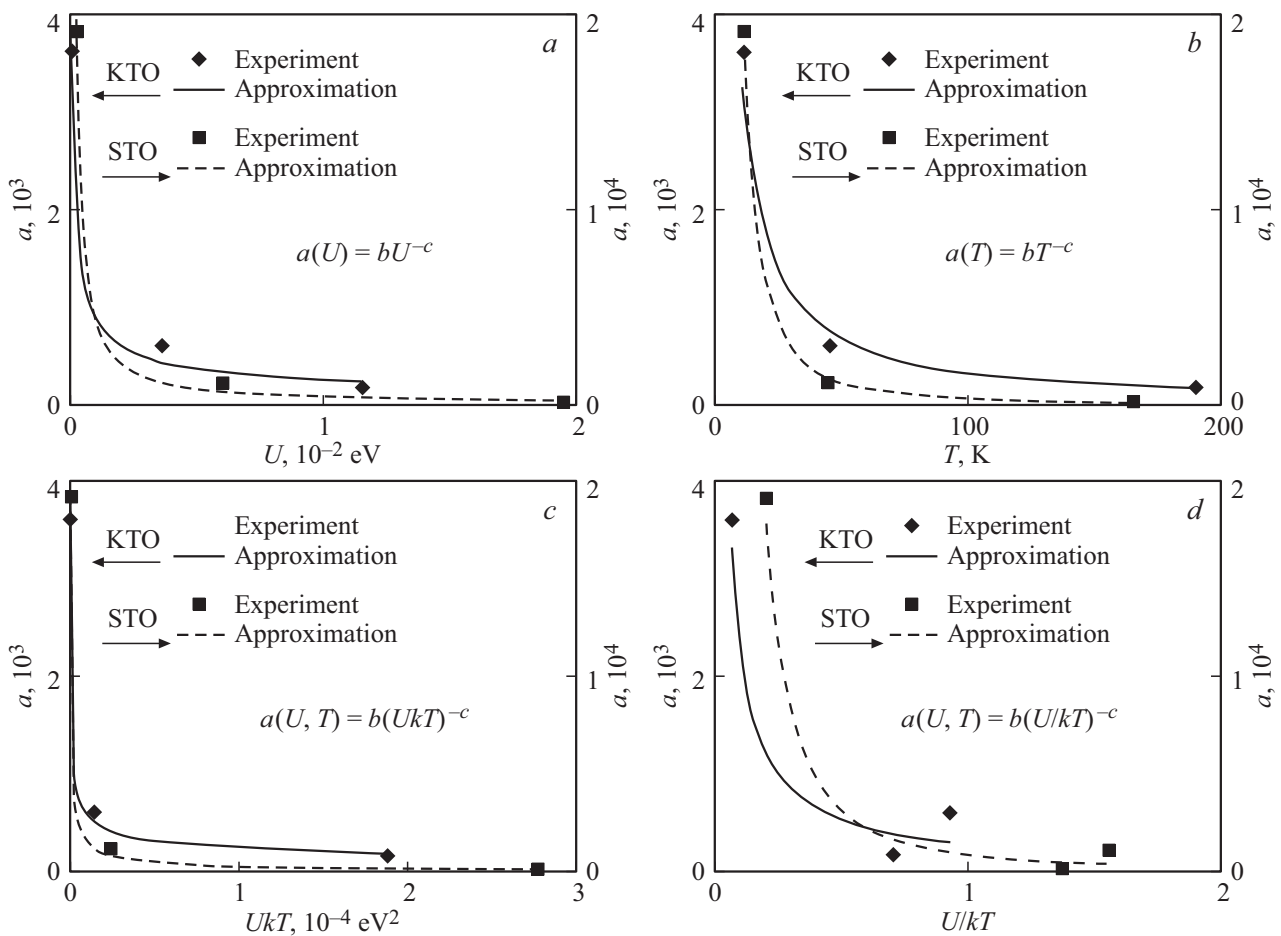 a
4
2
0
a, 10³
KTO
Experiment
Approximation
STO
Experiment
Approximation
a(U) = bU⁻ᶜ
2
1
0
a, 10⁴
0
1
2
U, 10⁻² eV
b
4
2
0
a, 10³
KTO
Experiment
Approximation
STO
Experiment
Approximation
a(T) = bT⁻ᶜ
2
1
0
a, 10⁴
0
100
200
T, K
c
4
2
0
a, 10³
KTO
Experiment
Approximation
STO
Experiment
Approximation
a(U, T) = b(UkT)⁻ᶜ
2
1
0
a, 10⁴
0
1
2
3
UkT, 10⁻⁴ eV²
d
4
2
0
a, 10³
KTO
Experiment
Approximation
STO
Experiment
Approximation
a(U, T) = b(U/kT)⁻ᶜ
2
1
0
a, 10⁴
0
1
2
U/kT